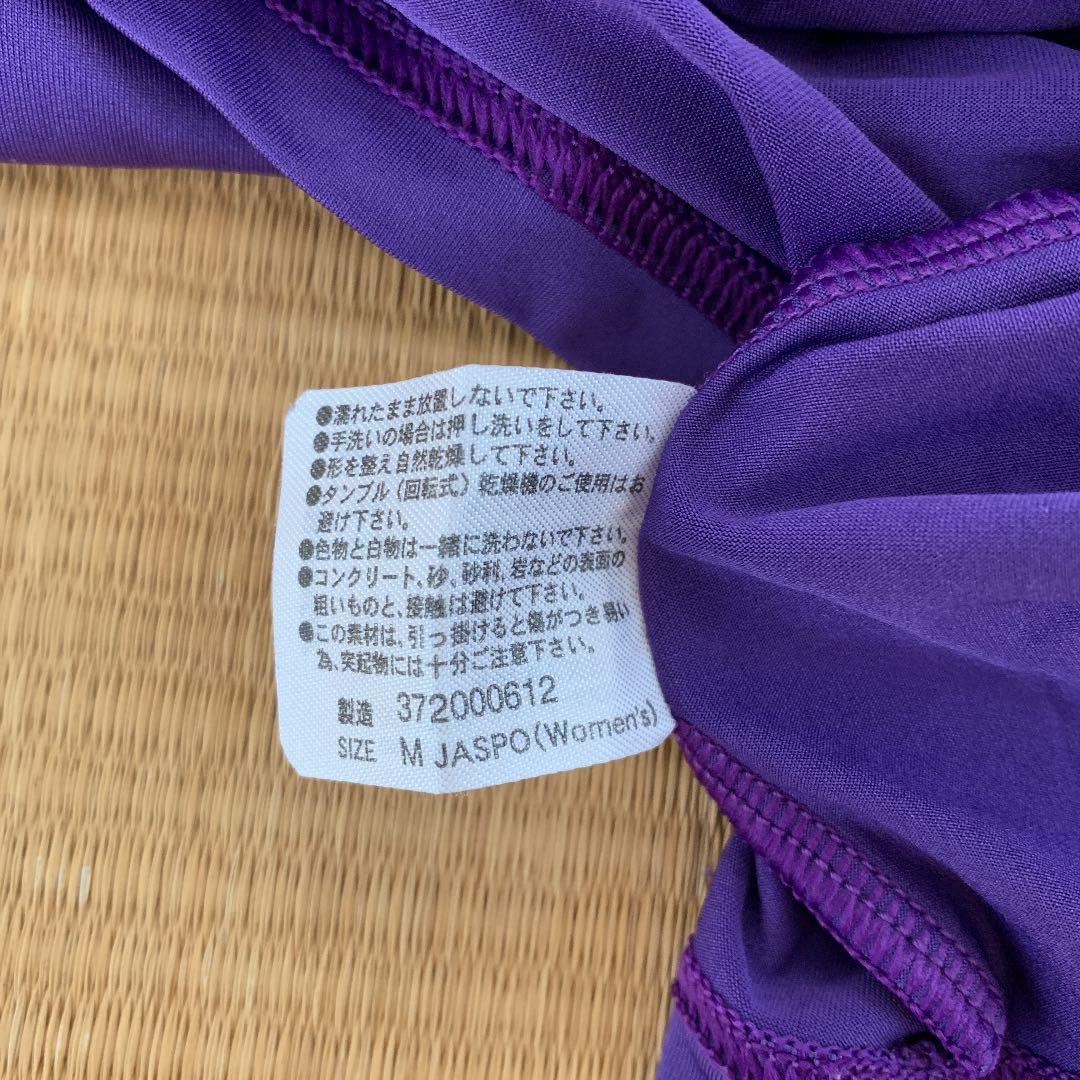 ●濡れたまま放置しないで下さい。
●手洗いの場合は押し洗いをして下さい。
●形を整え自然乾燥して下さい。
●タンブル(回転式)乾燥機のご使用はお
避け下さい。
●色物と白物は一緒に洗わないで下さい。
●コンクリート、砂、砂利、岩などの表面の
粗いものと、接触は避けて下さい。
●この素材は、引っ掛けると傷がつき易い
為、突起物には十分ご注意下さい。
製造 372000612
SIZE M JASPO(Women's)